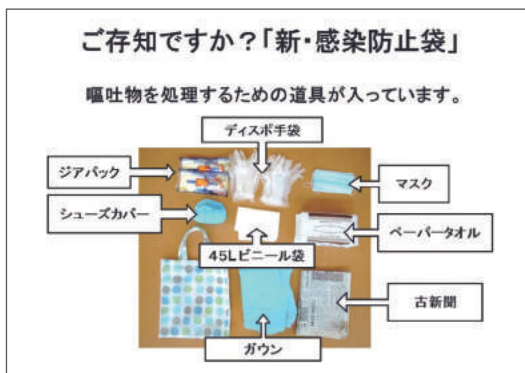 ご存知ですか?「新・感染防止袋」
嘔吐物を処理するための道具が入っています。
ディスポ手袋
ジアパック
マスク
シューズカバー
ペーパータオル
45Lビニール袋
古新聞
ガウン